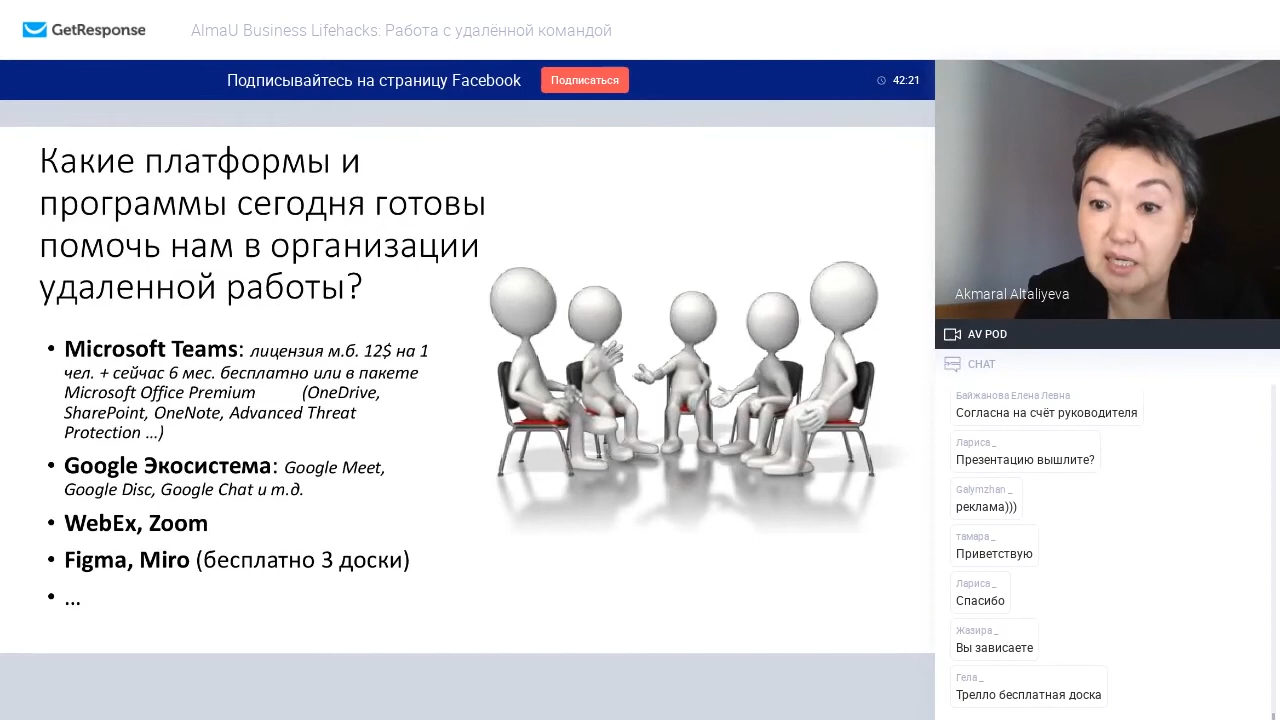 GetResponse
AlmaU Business Lifehacks: Работа с удалённой командой
Подписывайтесь на страницу Facebook
Подписаться
42:21
Какие платформы и
программы сегодня готовы
помочь нам в организации
удаленной работы?
• Microsoft Teams: лицензия м.б. 12$ на 1
чел. + сейчас 6 мес. бесплатно или в пакете
Microsoft Office Premium (OneDrive,
SharePoint, OneNote, Advanced Threat
Protection ...)
• Google Экосистема: Google Meet,
Google Disc, Google Chat и т.д.
• WebEx, Zoom
• Figma, Miro (бесплатно 3 доски)
• ...
Akmaral Altaliyeva
AV POD
CHAT
Байжанова Елена Левна
Согласна на счёт руководителя
Лариса _
Презентацию вышлите?
Galymzhan _
реклама)))
тамара _
Приветствую
Лариса _
Спасибо
Жазира _
Вы зависаете
Гела _
Трелло бесплатная доска